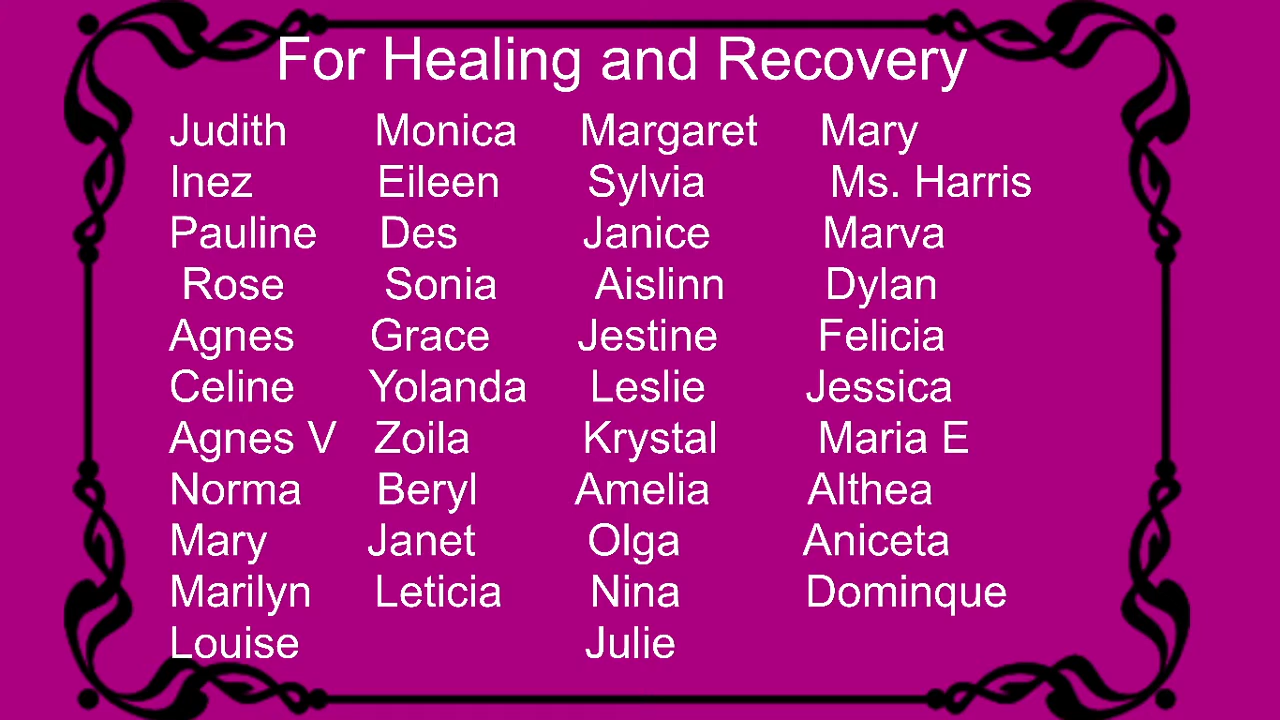 For Healing and Recovery
Judith Monica Margaret Mary
Inez Eileen Sylvia Ms. Harris
Pauline Des Janice Marva
Rose Sonia Aislinn Dylan
Agnes Grace Jestine Felicia
Celine Yolanda Leslie Jessica
Agnes V Zoila Krystal Maria E
Norma Beryl Amelia Althea
Mary Janet Olga Aniceta
Marilyn Leticia Nina Dominque
Louise Julie